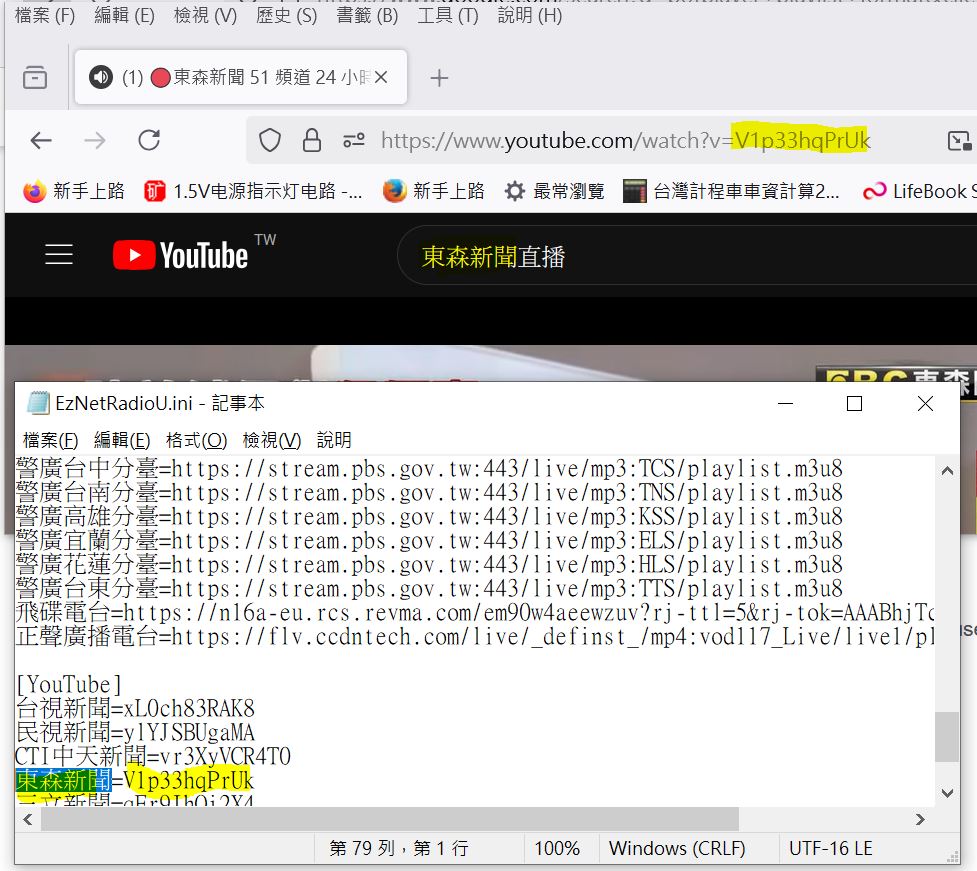 檔案 (F) 編輯 (E) 檢視 (V) 歷史 (S) 書籤 (B) 工具 (T) 說明 (H)
(1) 🔴東森新聞 51 頻道 24 小時
https://www.youtube.com/watch?v=V1p33hqPrUk
新手上路 1.5V电源指示灯电路 -... 新手上路 最常瀏覽 台灣計程車車資計算2... LifeBook S
YouTube TW
東森新聞直播
EzNetRadioU.ini - 記事本
檔案(F) 編輯(E) 格式(O) 檢視(V) 說明
警廣台中分臺=https://stream.pbs.gov.tw:443/live/mp3:TCS/playlist.m3u8
警廣台南分臺=https://stream.pbs.gov.tw:443/live/mp3:TNS/playlist.m3u8
警廣高雄分臺=https://stream.pbs.gov.tw:443/live/mp3:KSS/playlist.m3u8
警廣宜蘭分臺=https://stream.pbs.gov.tw:443/live/mp3:ELS/playlist.m3u8
警廣花蓮分臺=https://stream.pbs.gov.tw:443/live/mp3:HLS/playlist.m3u8
警廣台東分臺=https://stream.pbs.gov.tw:443/live/mp3:TTS/playlist.m3u8
飛碟電台=https://n16a-eu.rcs.revma.com/em90w4aeewzuv?rj-ttl=5&rj-tok=AAABhjTc
正聲廣播電台=https://flv.ccdntech.com/live/_definst_/mp4:vod117_Live/live1/pl
[YouTube]
台視新聞=xL0ch83RAK8
民視新聞=ylYJSBUgaMA
CTI中天新聞=vr3XyVCR4T0
東森新聞=V1p33hqPrUk
三立新聞=
第 79 列，第 1 行 100% Windows (CRLF) UTF-16 LE